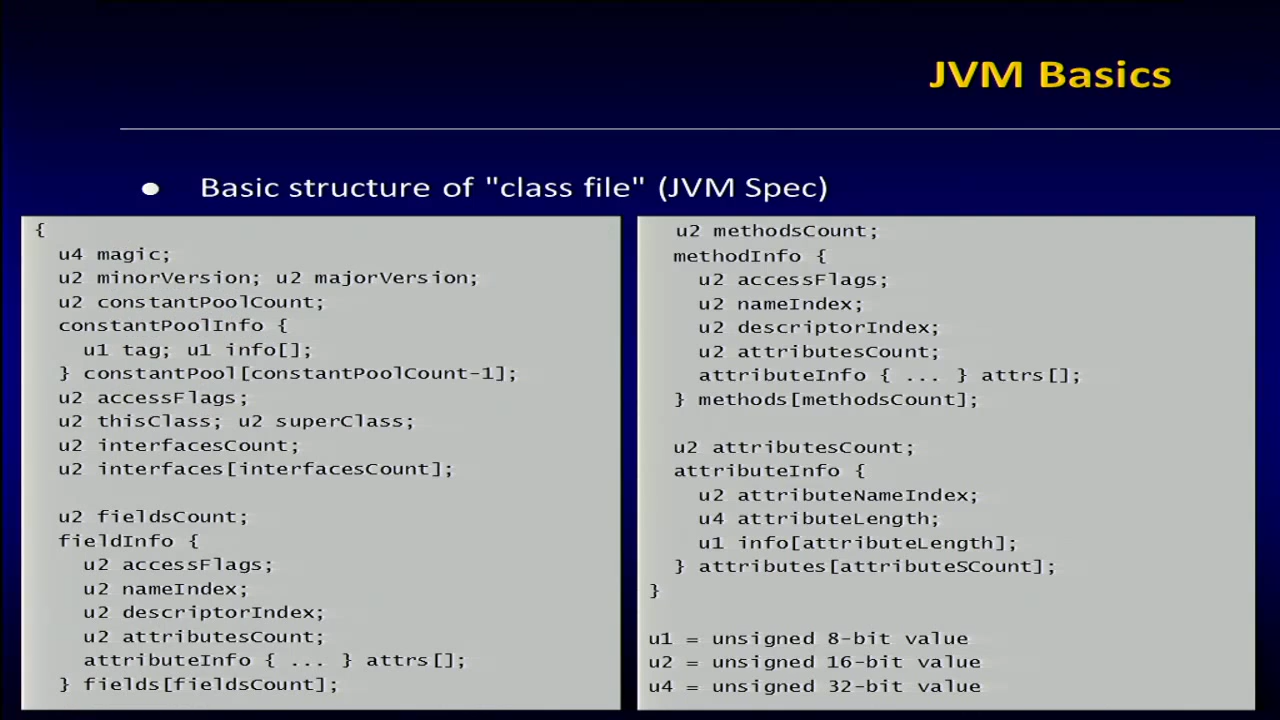 JVM Basics
● Basic structure of "class file" (JVM Spec)
{
u4 magic;
u2 minorVersion; u2 majorVersion;
u2 constantPoolCount;
constantPoolInfo {
u1 tag; u1 info[];
} constantPool[constantPoolCount-1];
u2 accessFlags;
u2 thisClass; u2 superClass;
u2 interfacesCount;
u2 interfaces[interfacesCount];
u2 fieldsCount;
fieldInfo {
u2 accessFlags;
u2 nameIndex;
u2 descriptorIndex;
u2 attributesCount;
attributeInfo { ... } attrs[];
} fields[fieldsCount];
u2 methodsCount;
methodInfo {
u2 accessFlags;
u2 nameIndex;
u2 descriptorIndex;
u2 attributesCount;
attributeInfo { ... } attrs[];
} methods[methodsCount];
u2 attributesCount;
attributeInfo {
u2 attributeNameIndex;
u4 attributeLength;
u1 info[attributeLength];
} attributes[attributeSCount];
}
u1 = unsigned 8-bit value
u2 = unsigned 16-bit value
u4 = unsigned 32-bit value